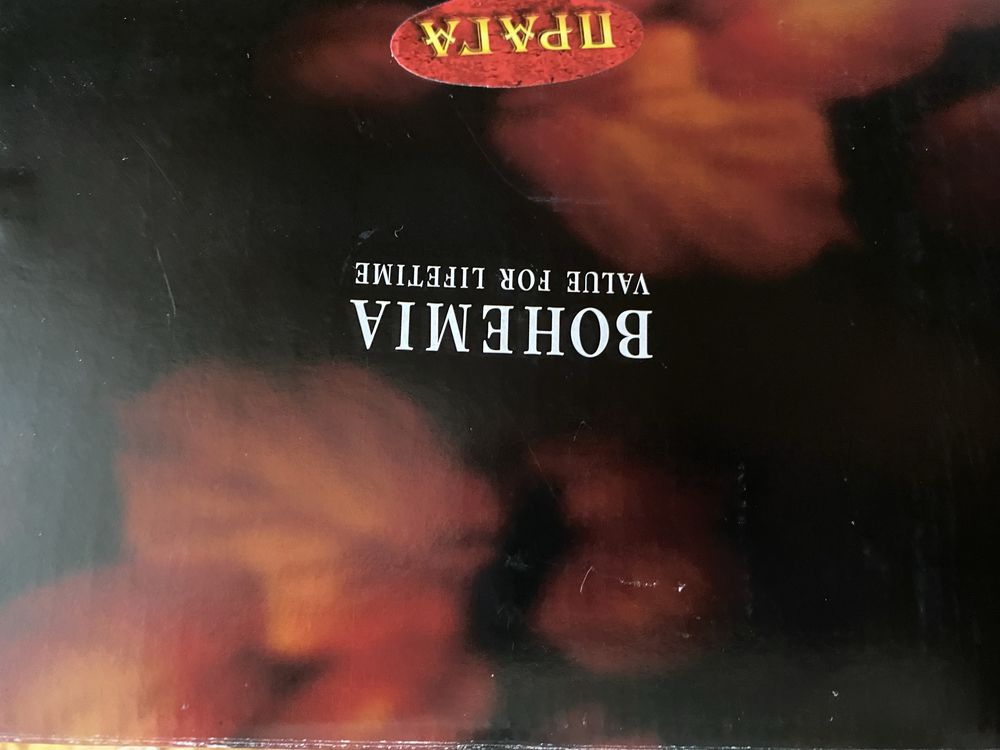 BOHEMIA
VALUE FOR LIFETIME
ПРАГА